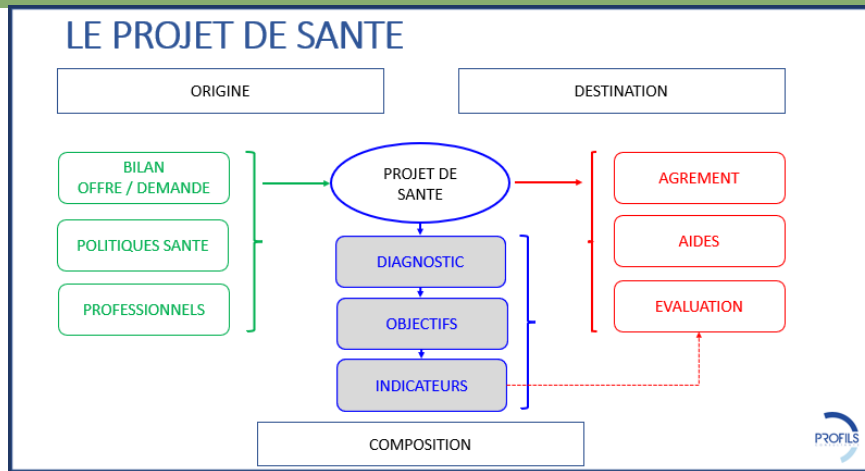 LE PROJET DE SANTE
ORIGINE
DESTINATION
BILAN
OFFRE / DEMANDE
POLITIQUES SANTE
PROFESSIONNELS
PROJET DE
SANTE
DIAGNOSTIC
OBJECTIFS
INDICATEURS
AGREMENT
AIDES
EVALUATION
COMPOSITION
PROFILS